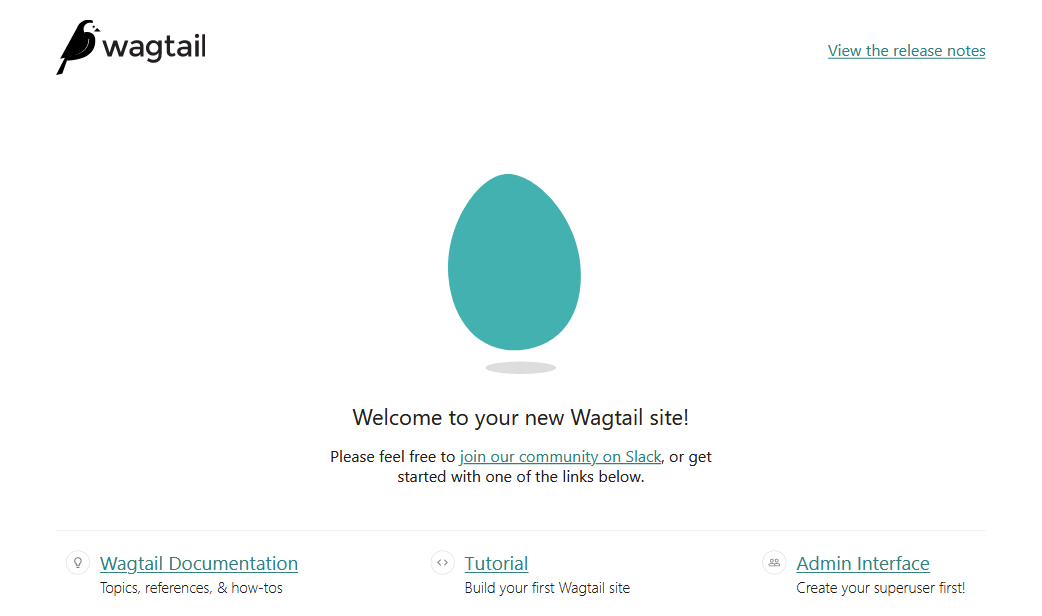 wagtail
View the release notes
Welcome to your new Wagtail site!
Please feel free to join our community on Slack, or get
started with one of the links below.
Wagtail Documentation
Topics, references, & how-tos
Tutorial
Build your first Wagtail site
Admin Interface
Create your superuser first!